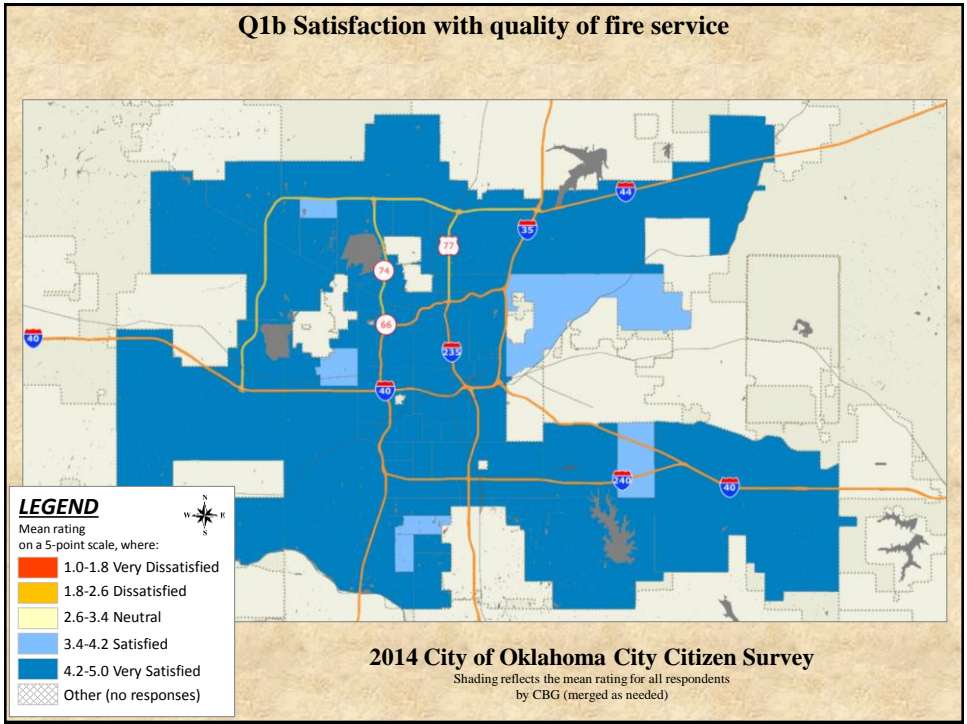 Q1b Satisfaction with quality of fire service
44
35
77
74
66
40
235
40
240
40
LEGEND
Mean rating
on a 5-point scale, where:
1.0-1.8 Very Dissatisfied
1.8-2.6 Dissatisfied
2.6-3.4 Neutral
3.4-4.2 Satisfied
4.2-5.0 Very Satisfied
Other (no responses)
N
W E
S
2014 City of Oklahoma City Citizen Survey
Shading reflects the mean rating for all respondents
by CBG (merged as needed)